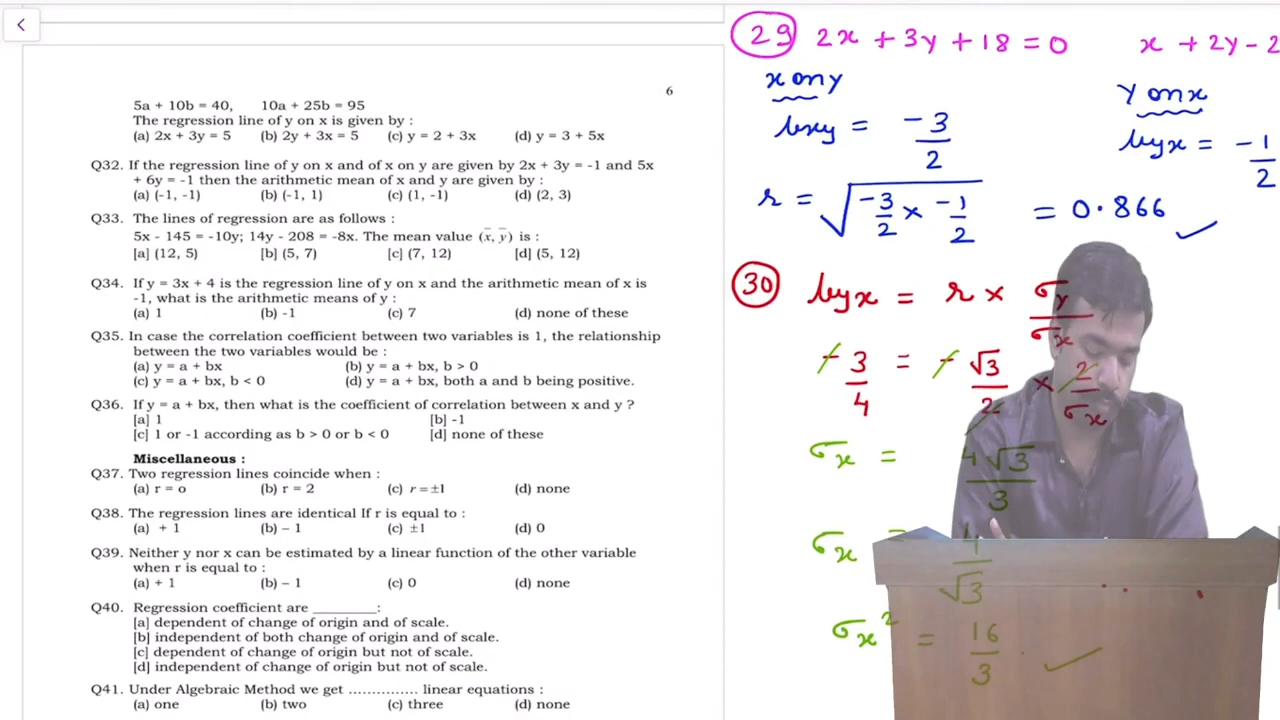 6
5a + 10b = 40, 10a + 25b = 95
The regression line of y on x is given by :
(a) 2x + 3y = 5 (b) 2y + 3x = 5 (c) y = 2 + 3x (d) y = 3 + 5x
Q32. If the regression line of y on x and of x on y are given by 2x + 3y = -1 and 5x
+ 6y = -1 then the arithmetic mean of x and y are given by :
(a) (-1, -1) (b) (-1, 1) (c) (1, -1) (d) (2, 3)
Q33. The lines of regression are as follows :
5x - 145 = -10y; 14y - 208 = -8x. The mean value (x̄, ȳ) is :
[a] (12, 5) [b] (5, 7) [c] (7, 12) [d] (5, 12)
Q34. If y = 3x + 4 is the regression line of y on x and the arithmetic mean of x is
-1, what is the arithmetic means of y :
(a) 1 (b) -1 (c) 7 (d) none of these
Q35. In case the correlation coefficient between two variables is 1, the relationship
between the two variables would be :
(a) y = a + bx (b) y = a + bx, b > 0
(c) y = a + bx, b < 0 (d) y = a + bx, both a and b being positive.
Q36. If y = a + bx, then what is the coefficient of correlation between x and y ?
[a] 1 [b] -1
[c] 1 or -1 according as b > 0 or b < 0 [d] none of these
Miscellaneous :
Q37. Two regression lines coincide when :
(a) r = o (b) r = 2 (c) r = ±1 (d) none
Q38. The regression lines are identical If r is equal to :
(a) + 1 (b) – 1 (c) ±1 (d) 0
Q39. Neither y nor x can be estimated by a linear function of the other variable
when r is equal to :
(a) + 1 (b) – 1 (c) 0 (d) none
Q40. Regression coefficient are ________:
[a] dependent of change of origin and of scale.
[b] independent of both change of origin and of scale.
[c] dependent of change of origin but not of scale.
[d] independent of change of origin but not of scale.
Q41. Under Algebraic Method we get .............. linear equations :
(a) one (b) two (c) three (d) none
29 2x + 3y + 18 = 0 x + 2y - 2
x on y
bxy = -3/2
y on x
byx = -1/2
r = √(-3/2 × -1/2) = 0.866
30 byx = r × σy/σx
-3/4 = -√3/2 × 2/σx
σx = 4√3/3
σx = 4/√3
σx² = 16/3